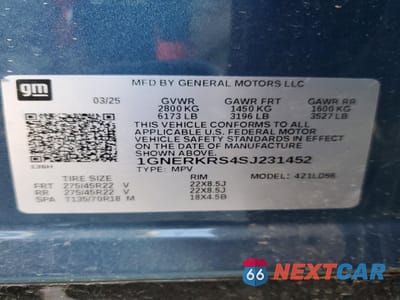 gm
MFD BY GENERAL MOTORS LLC
03/25 GVWR GAWR FRT GAWR RR
2800 KG 1450 KG 1600 KG
6173 LB 3196 LB 3527 LB
THIS VEHICLE CONFORMS TO ALL APPLICABLE
U.S. FEDERAL MOTOR VEHICLE SAFETY
STANDARDS IN EFFECT ON THE DATE OF
MANUFACTURE SHOWN ABOVE.
1GNERKRS4SJ231452
TYPE: MPV MODEL:
TIRE SIZE RIM
FRT 275/45R22 V 22X8.5J
RR 275/45R22 V 22X8.5J
SPA T135/70R18 M 18X4.5B
66 NEXTCAR